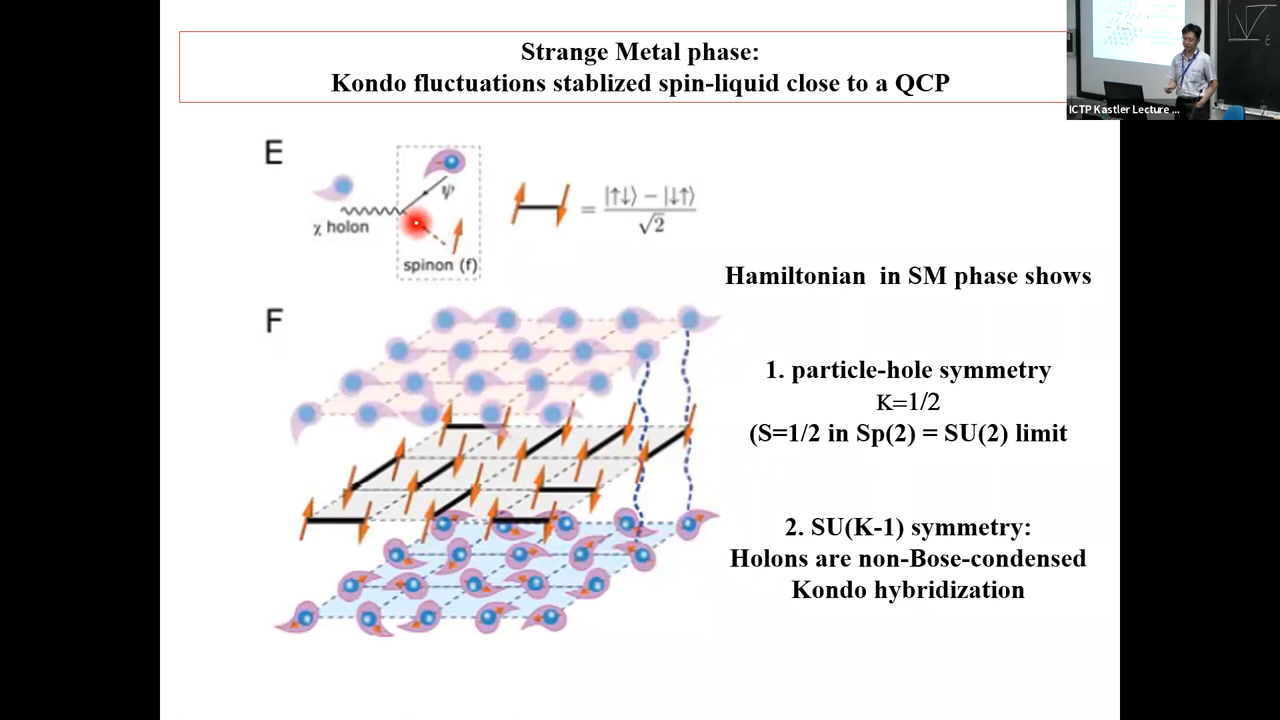 Strange Metal phase:
Kondo fluctuations stablized spin-liquid close to a QCP
ICTP Kastler Lecture ...
E
ψ
χ holon
spinon (f)
= |↑↓⟩ − |↓↑⟩
√2
Hamiltonian in SM phase shows
F
1. particle-hole symmetry
K=1/2
(S=1/2 in Sp(2) = SU(2) limit
2. SU(K-1) symmetry:
Holons are non-Bose-condensed
Kondo hybridization